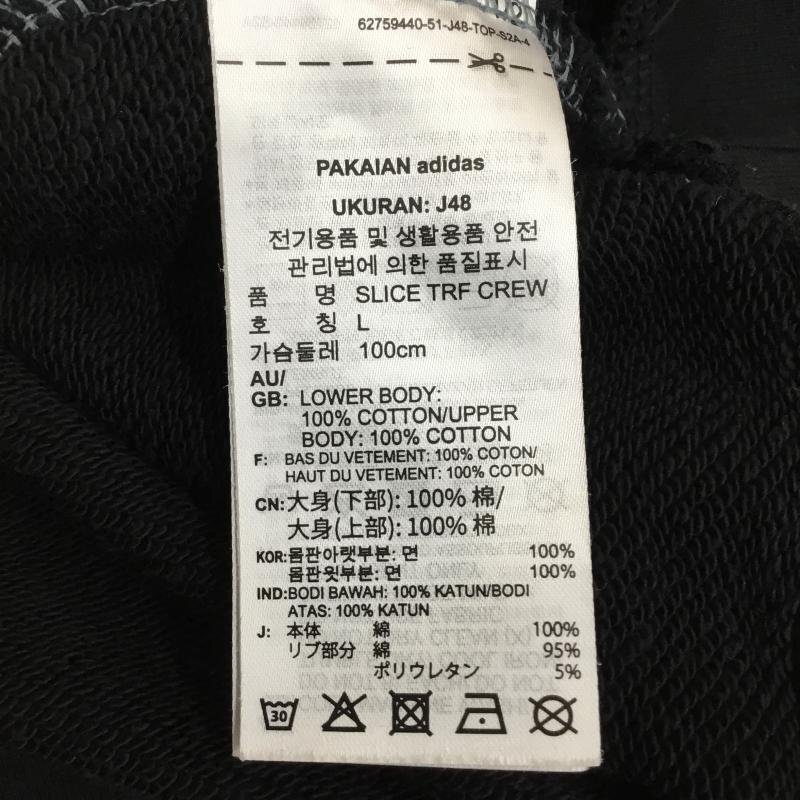 62759440-51-J48-TOP-S2A-4
PAKAIAN adidas
UKURAN: J48
전기용품 및 생활용품 안전
관리법에 의한 품질표시
품 명 SLICE TRF CREW
호 칭 L
가슴둘레 100cm
AU/
GB: LOWER BODY:
100% COTTON/UPPER
BODY: 100% COTTON
F: BAS DU VETEMENT: 100% COTON/
HAUT DU VETEMENT: 100% COTON
CN: 大身(下部): 100% 棉/
大身(上部): 100% 棉
KOR: 몸판아랫부분: 면 100%
몸판윗부분: 면 100%
IND: BODI BAWAH: 100% KATUN/BODI
ATAS: 100% KATUN
J: 本体 綿 100%
リブ部分 綿 95%
ポリウレタン 5%
30